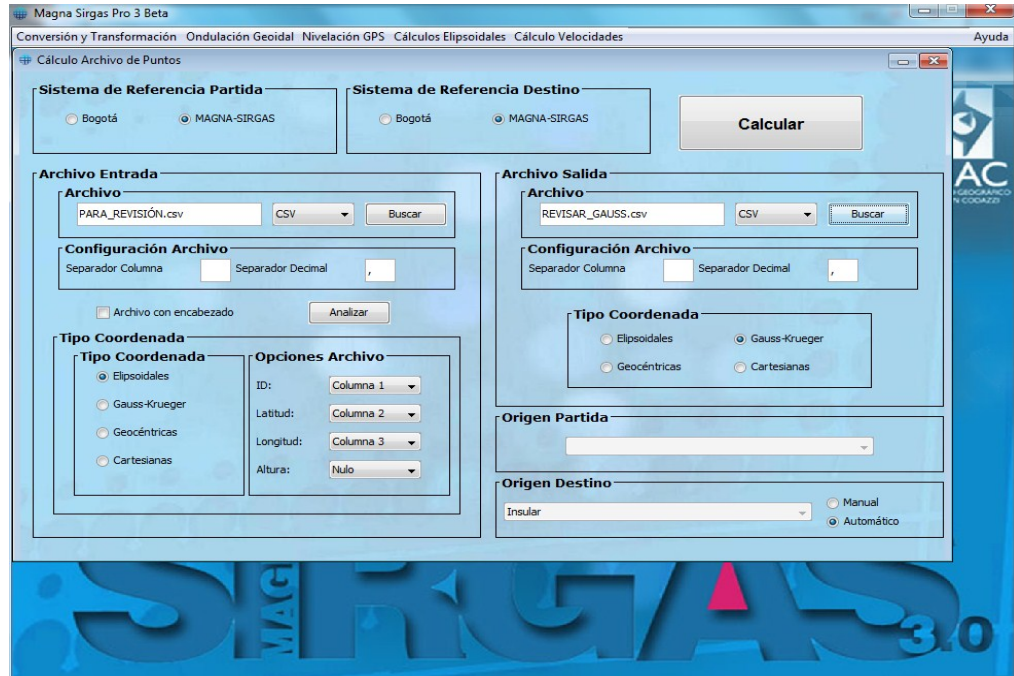 Magna Sirgas Pro 3 Beta
Conversión y Transformación Ondulación Geoidal Nivelación GPS Cálculos Elipsoidales Cálculo Velocidades Ayuda
Cálculo Archivo de Puntos
Sistema de Referencia Partida
Bogotá MAGNA-SIRGAS
Sistema de Referencia Destino
Bogotá MAGNA-SIRGAS
Calcular
Archivo Entrada
Archivo
PARA_REVISIÓN.csv CSV Buscar
Configuración Archivo
Separador Columna Separador Decimal ,
Archivo con encabezado Analizar
Tipo Coordenada
Tipo Coordenada
Elipsoidales
Gauss-Krueger
Geocéntricas
Cartesianas
Opciones Archivo
ID: Columna 1
Latitud: Columna 2
Longitud: Columna 3
Altura: Nulo
Archivo Salida
Archivo
REVISAR_GAUSS.csv CSV Buscar
Configuración Archivo
Separador Columna Separador Decimal ,
Tipo Coordenada
Elipsoidales Gauss-Krueger
Geocéntricas Cartesianas
Origen Partida
Origen Destino
Insular
Manual
Automático
AC
GEOGRÁFICO
N CODAZZI
MAG
SIRGAS
3.0